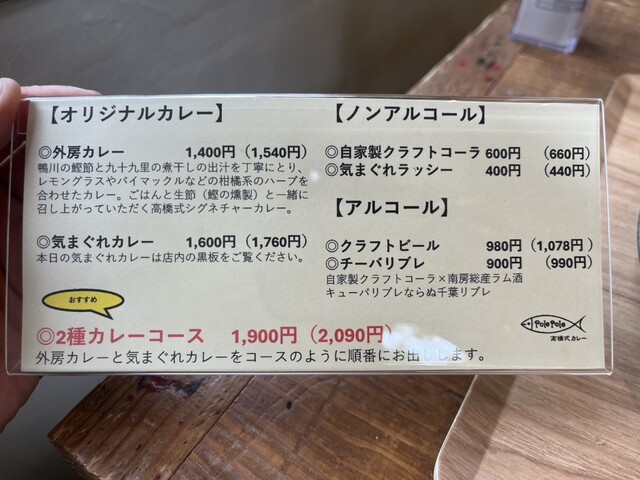 【オリジナルカレー】
◎外房カレー 1,400円（1,540円）
鴨川の鰹節と九十九里の煮干しの出汁を丁寧にとり、
レモングラスやバイマックルなどの柑橘系のハーブを
合わせたカレー。ごはんと生節（鰹の燻製）と一緒に
召し上がっていただく高橋式シグネチャーカレー。
◎気まぐれカレー 1,600円（1,760円）
本日の気まぐれカレーは店内の黒板をご覧ください。
おすすめ
◎2種カレーコース 1,900円（2,090円）
外房カレーと気まぐれカレーをコースのように順番にお出しします。
【ノンアルコール】
◎自家製クラフトコーラ 600円 （660円）
◎気まぐれラッシー 400円 （440円）
【アルコール】
◎クラフトビール 980円（1,078円）
◎チーバリブレ 900円 （990円）
自家製クラフトコーラ×南房総産ラム酒
キューバリブレならぬ千葉リブレ
PolePole
高橋式カレー